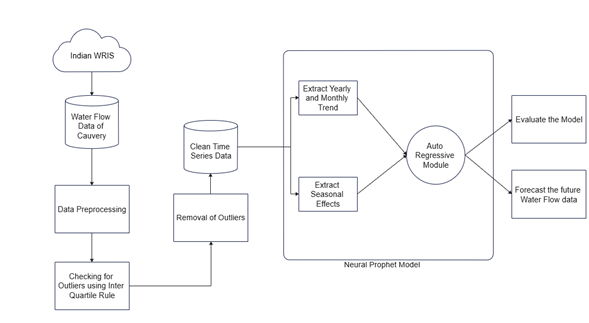 Indian WRIS
Water Flow
Data of
Cauvery
Data Preprocessing
Checking for
Outliers using Inter
Quartile Rule
Removal of Outliers
Clean Time
Series Data
Extract Yearly
and Monthly
Trend
Extract
Seasonal
Effects
Auto
Regressive
Module
Neural Prophet Model
Evaluate the Model
Forecast the future
Water Flow data